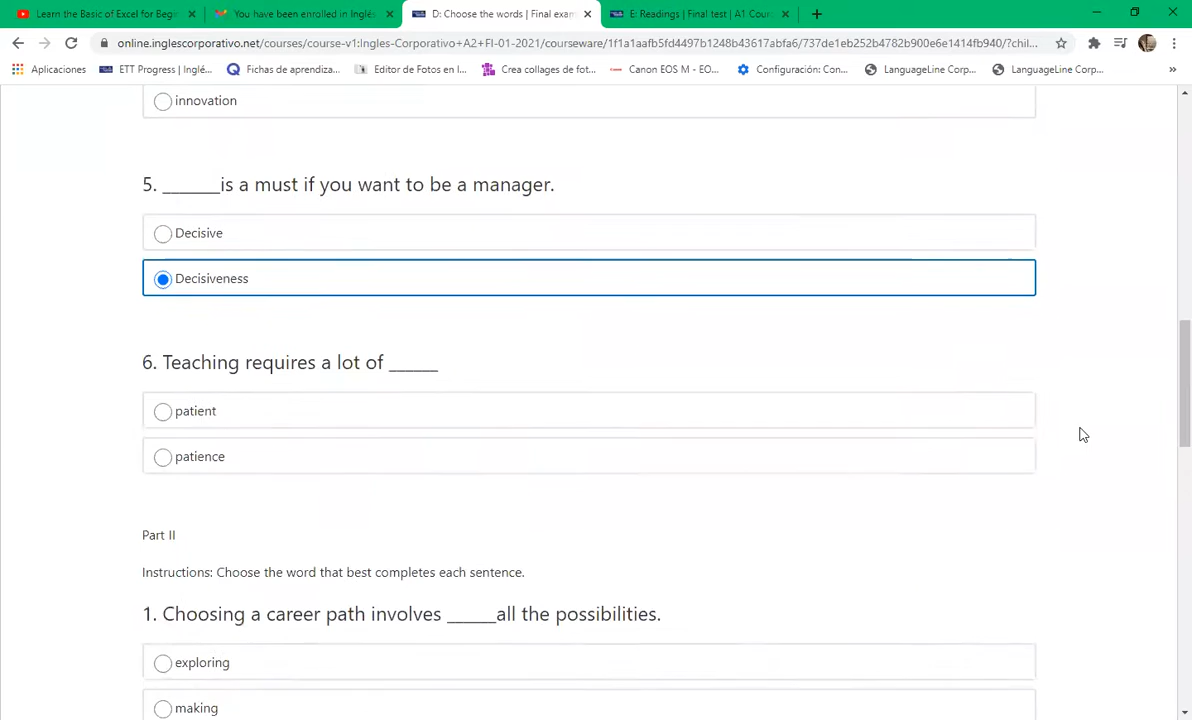 Learn the Basic of Excel for Begin
You have been enrolled in Inglés
D: Choose the words | Final exam
E: Readings | Final test | A1 Cour
online.inglescorporativo.net/courses/course-v1:Ingles-Corporativo+A2+FI-01-2021/courseware/1f1a1aafb5fd4497b1248b43617abfa6/737de1eb252b4782b900e6e1414fb940/?chil...
Aplicaciones
ETT Progress | Inglé...
Fichas de aprendiza...
Editor de Fotos en l...
Crea collages de fot...
Canon EOS M - EO...
Configuración: Con...
LanguageLine Corp...
LanguageLine Corp...
innovation
5. ______is a must if you want to be a manager.
Decisive
Decisiveness
6. Teaching requires a lot of _____
patient
patience
Part II
Instructions: Choose the word that best completes each sentence.
1. Choosing a career path involves _____all the possibilities.
exploring
making